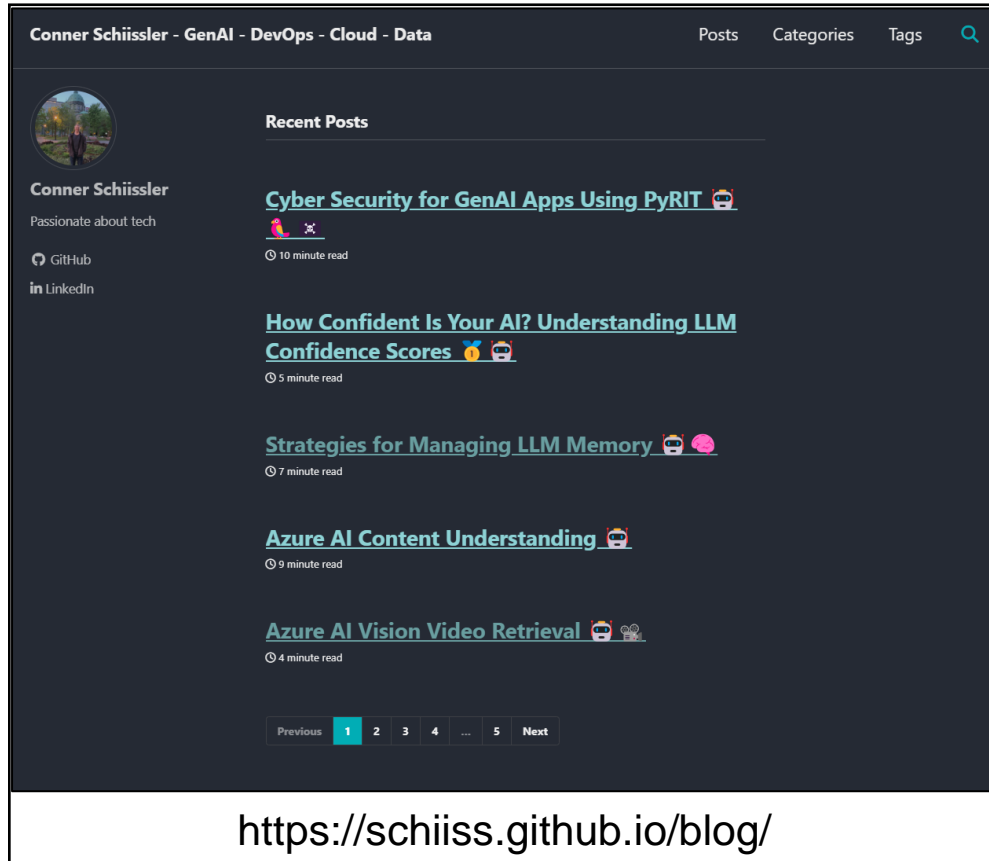 Conner Schiissler - GenAI - DevOps - Cloud - Data
Posts Categories Tags
Recent Posts
Conner Schiissler
Passionate about tech
GitHub
LinkedIn
Cyber Security for GenAI Apps Using PyRIT 🤖
🦜 ☠️
10 minute read
How Confident Is Your AI? Understanding LLM
Confidence Scores 🥇 🤖
5 minute read
Strategies for Managing LLM Memory 🤖 🧠
7 minute read
Azure AI Content Understanding 🤖
9 minute read
Azure AI Vision Video Retrieval 🤖 📽️
4 minute read
Previous 1 2 3 4 ... 5 Next
https://schiiss.github.io/blog/